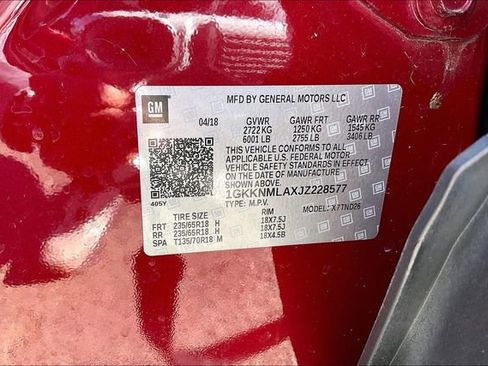 GM
MFD BY GENERAL MOTORS LLC
04/18 GVWR GAWR FRT GAWR RR
2722 KG 1250 KG 1545 KG
6001 LB 2755 LB 3406 LB
THIS VEHICLE CONFORMS TO ALL
APPLICABLE U.S. FEDERAL MOTOR
VEHICLE SAFETY STANDARDS IN EFFECT
ON THE DATE OF MANUFACTURE
SHOWN ABOVE.
1GKKNMLAXJZ228577
TYPE: M.P.V. MODEL: X7TND26
405Y
TIRE SIZE RIM
FRT 235/65R18 H 18X7.5J
RR 235/65R18 H 18X7.5J
SPA T135/70R18 M 18X4.5B